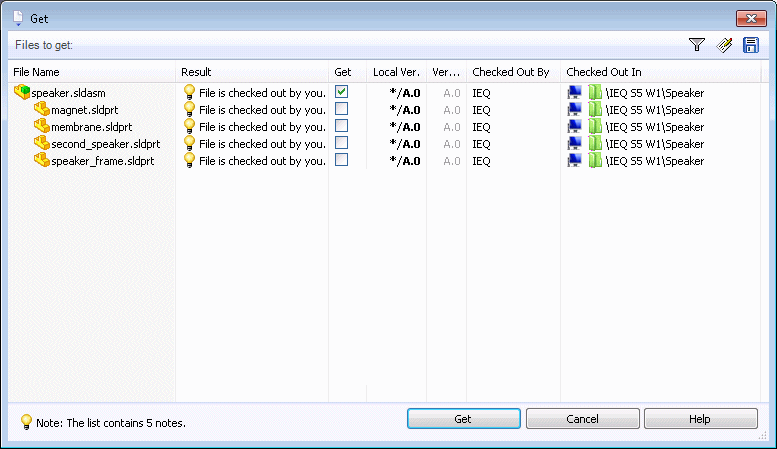 Get
Files to get:
File Name Result Get Local Ver. Ver... Checked Out By Checked Out In
speaker.sldasm File is checked out by you. */A.0 A.0 IEQ \IEQ S5 W1\Speaker
magnet.sldprt File is checked out by you. */A.0 A.0 IEQ \IEQ S5 W1\Speaker
membrane.sldprt File is checked out by you. */A.0 A.0 IEQ \IEQ S5 W1\Speaker
second_speaker.sldprt File is checked out by you. */A.0 A.0 IEQ \IEQ S5 W1\Speaker
speaker_frame.sldprt File is checked out by you. */A.0 A.0 IEQ \IEQ S5 W1\Speaker
Note: The list contains 5 notes. Get Cancel Help